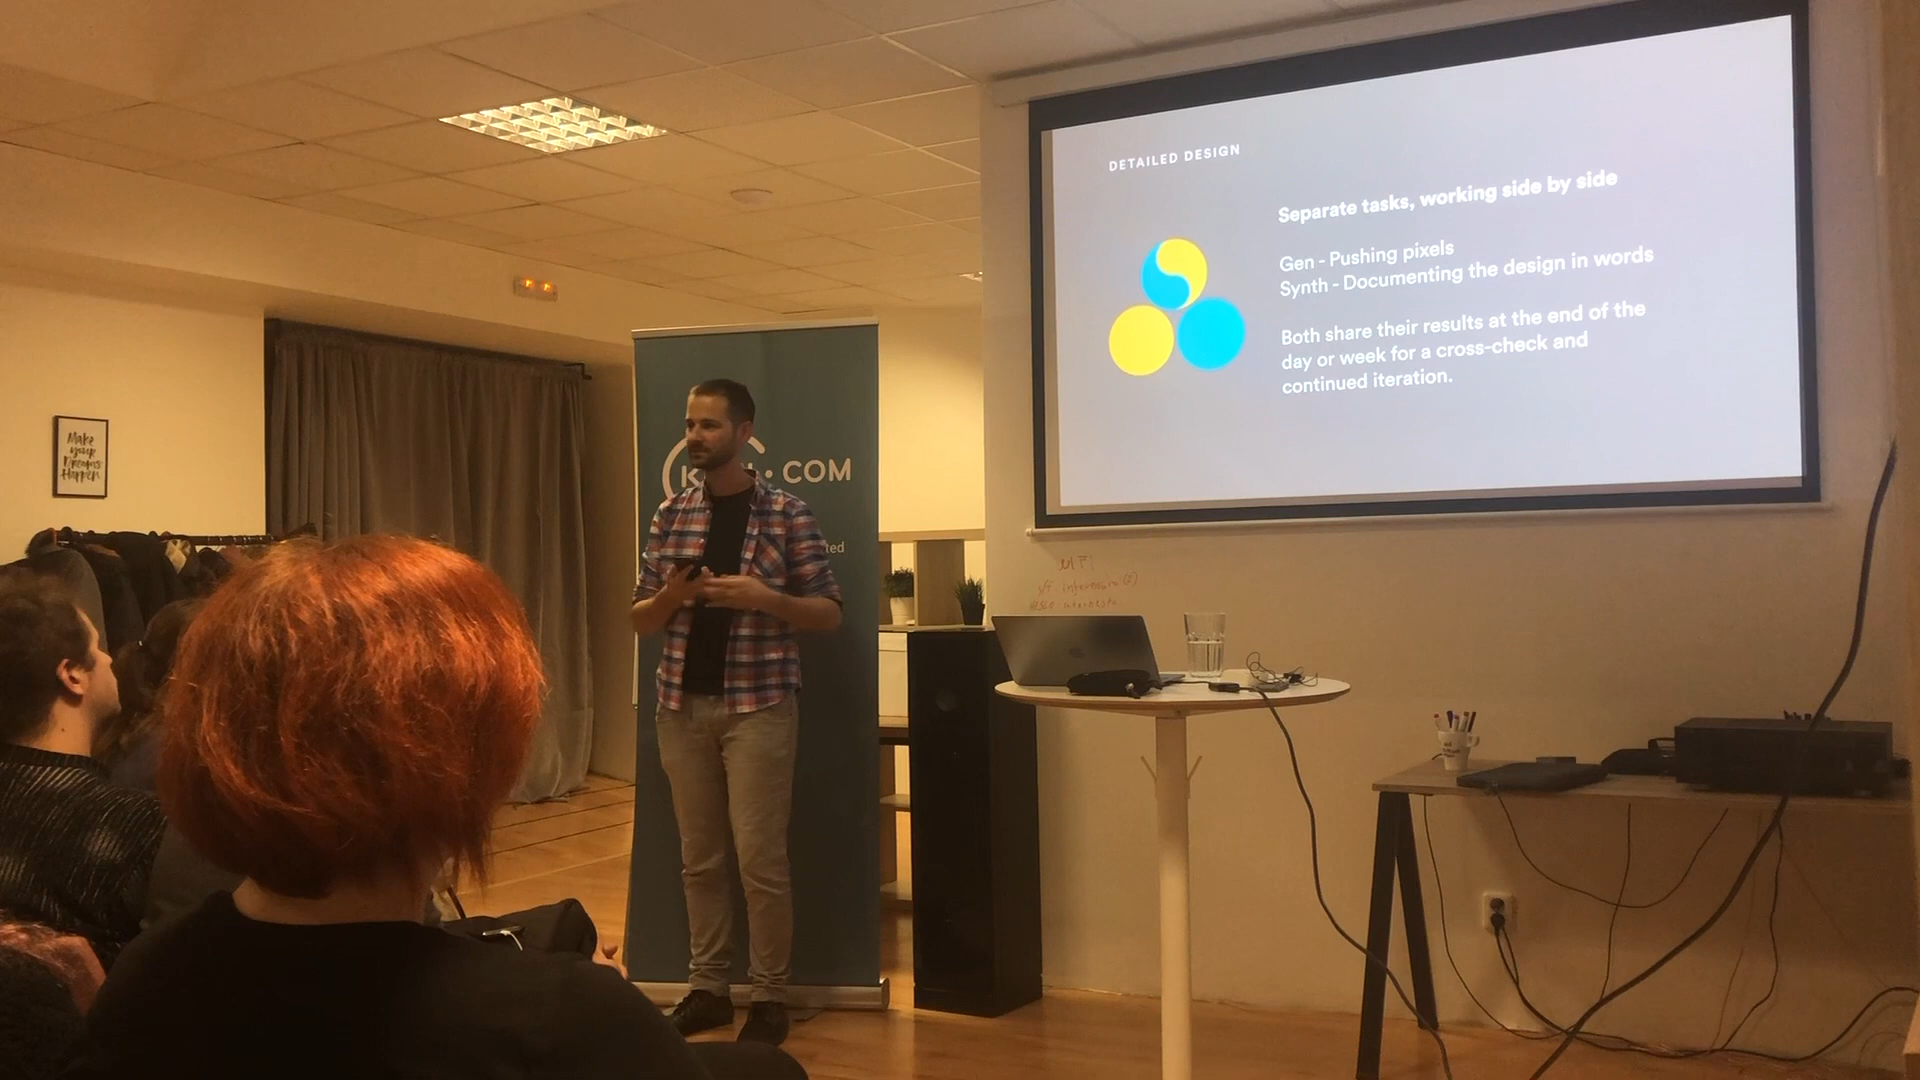 DETAILED DESIGN
Separate tasks, working side by side
Gen - Pushing pixels
Synth - Documenting the design in words
Both share their results at the end of the
day or week for a cross-check and
continued iteration.
Make
your
Dreams
Happen
COM